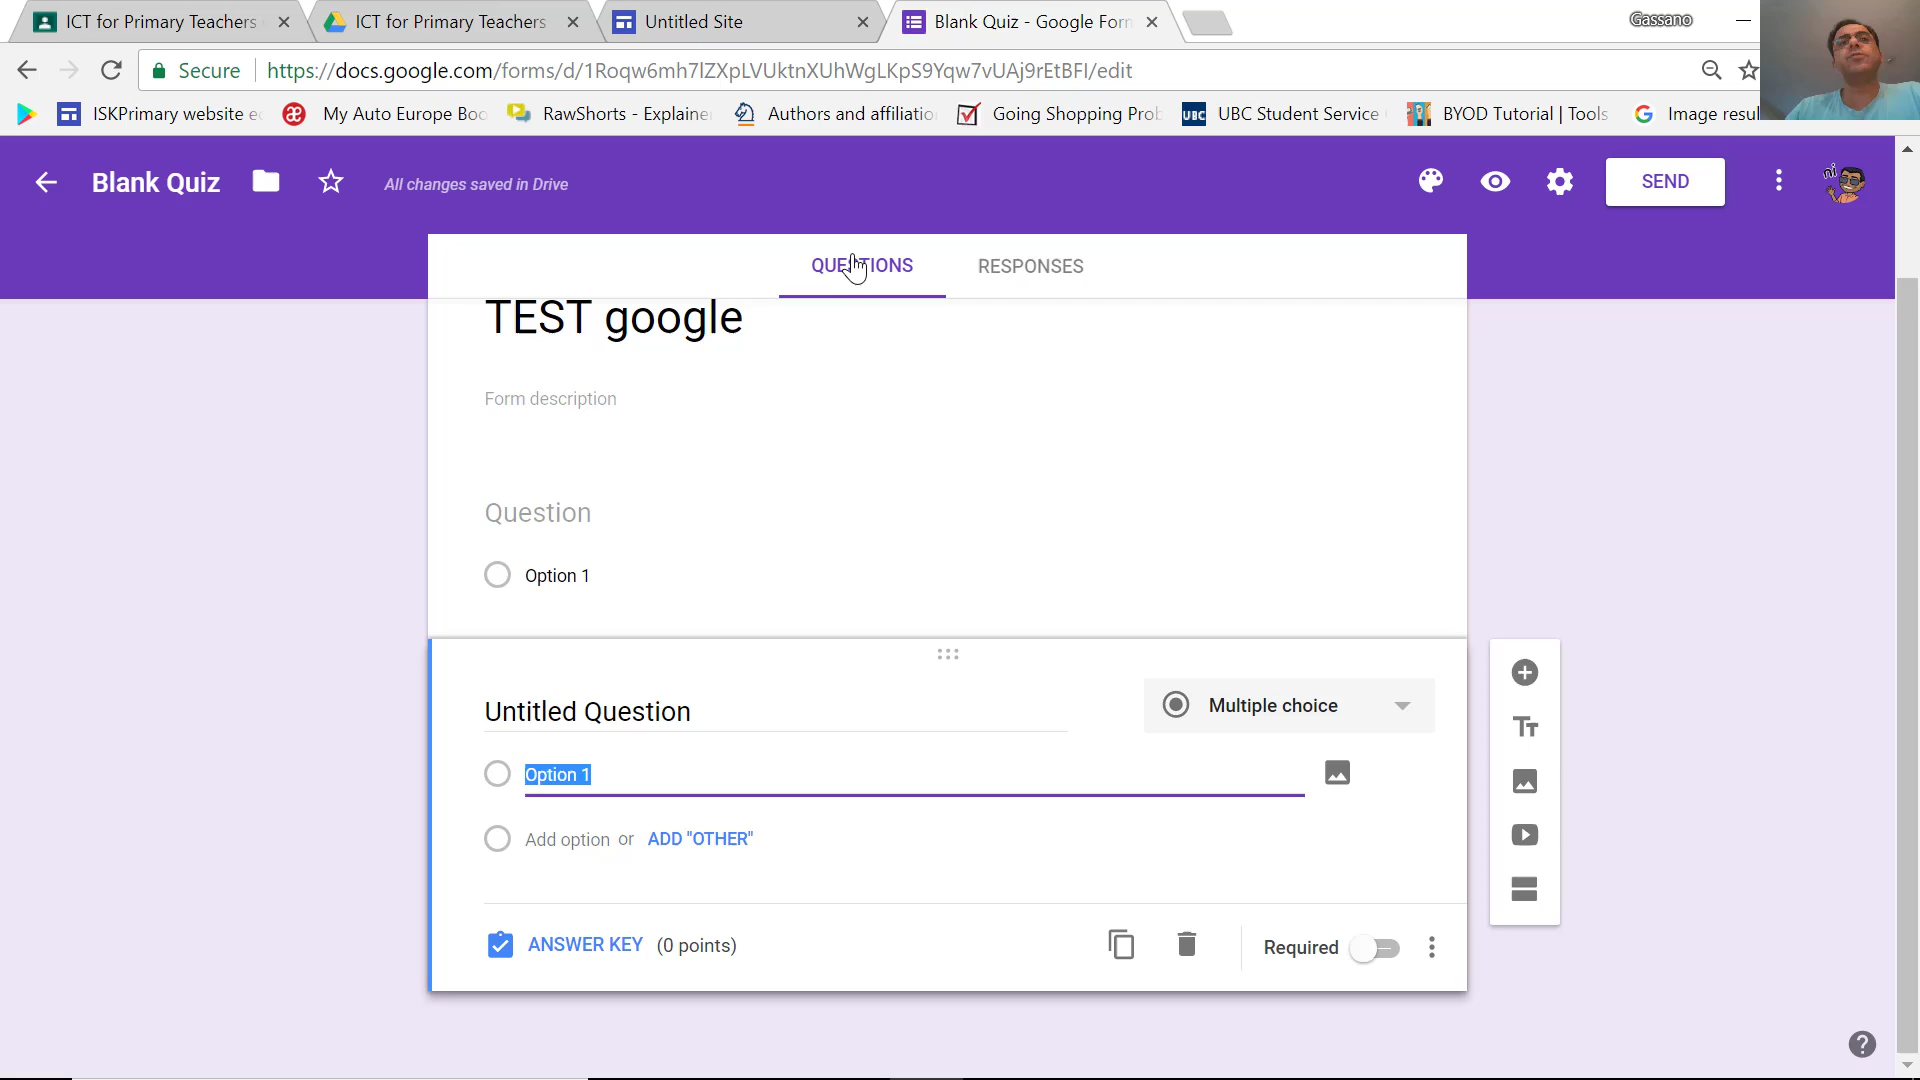 ICT for Primary Teachers
ICT for Primary Teachers
Untitled Site
Blank Quiz - Google Form
Gassano
Secure
https://docs.google.com/forms/d/1Roqw6mh7lZXpLVUktnXUhWgLKpS9Yqw7vUAj9rEtBFI/edit
ISKPrimary website e
My Auto Europe Boo
RawShorts - Explaine
Authors and affiliatio
Going Shopping Prob
UBC
UBC Student Service
BYOD Tutorial | Tools
Image resul
Blank Quiz
All changes saved in Drive
SEND
ni
QUESTIONS
RESPONSES
TEST google
Form description
Question
Option 1
Untitled Question
Multiple choice
Option 1
Add option or ADD "OTHER"
ANSWER KEY (0 points)
Required